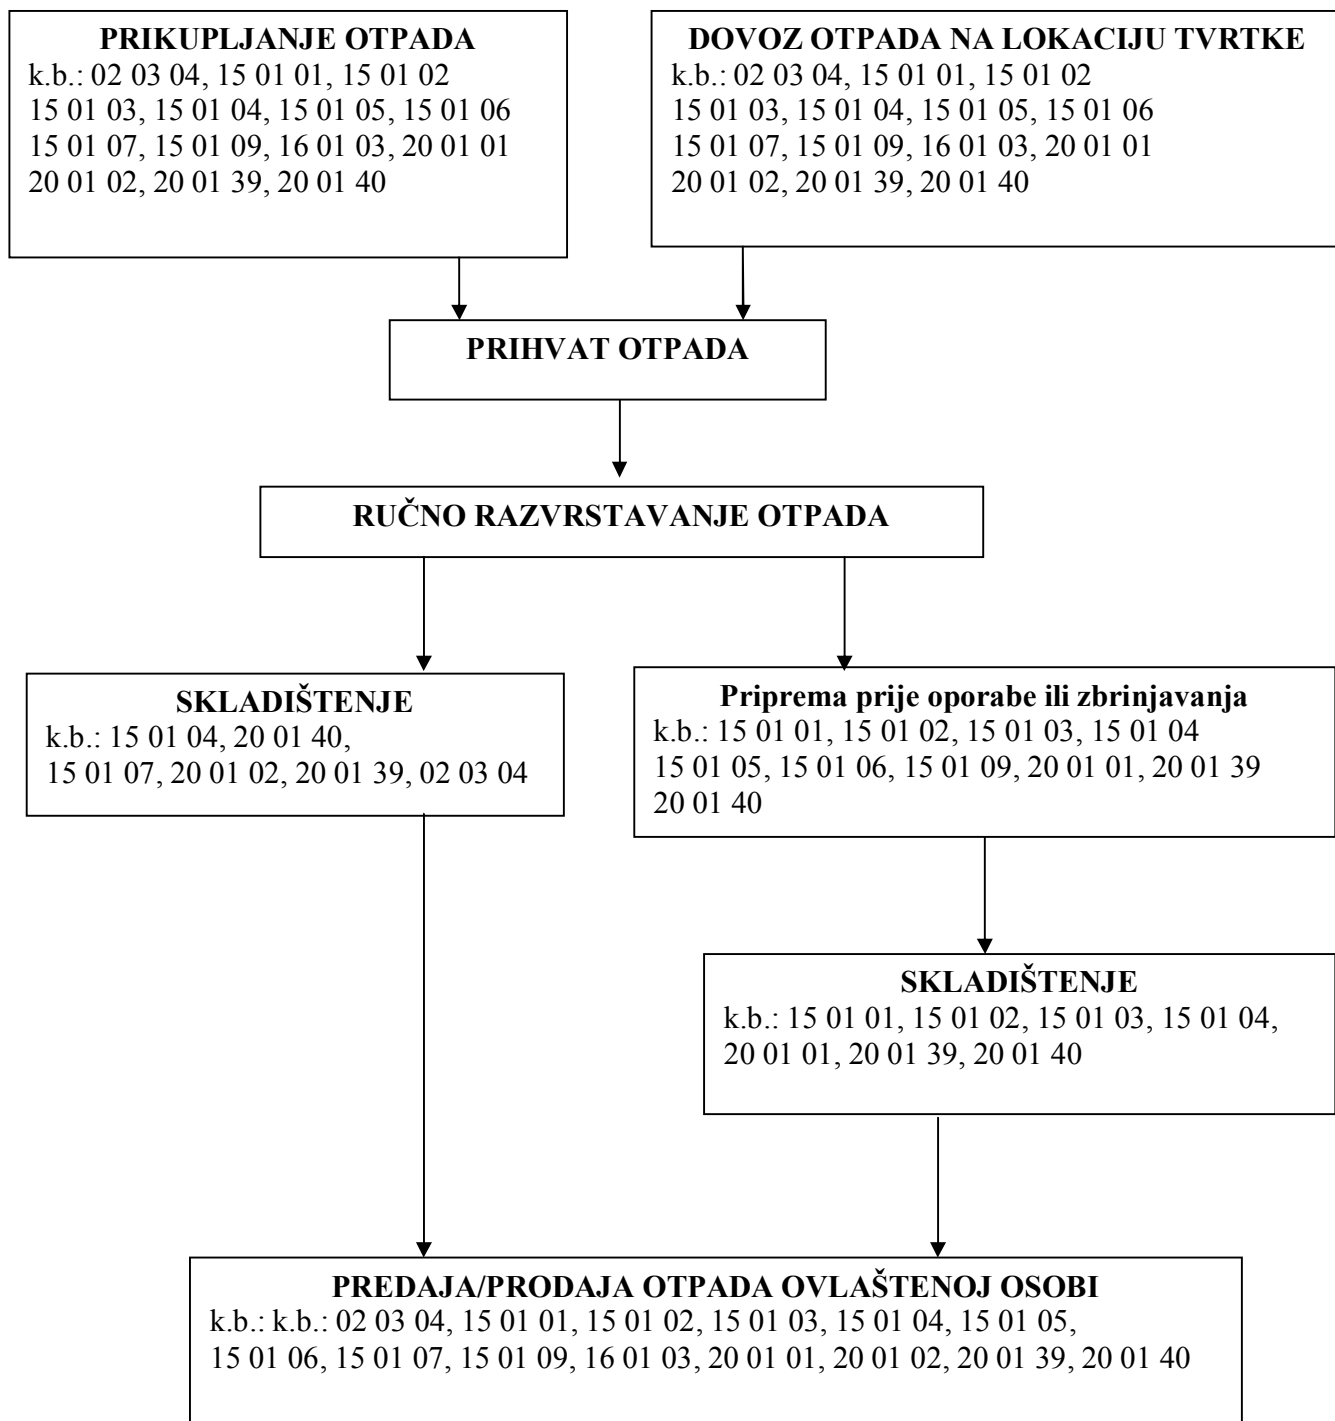 PRIKUPLJANJE OTPADA
k.b.: 02 03 04, 15 01 01, 15 01 02
15 01 03, 15 01 04, 15 01 05, 15 01 06
15 01 07, 15 01 09, 16 01 03, 20 01 01
20 01 02, 20 01 39, 20 01 40
DOVOZ OTPADA NA LOKACIJU TVRTKE
k.b.: 02 03 04, 15 01 01, 15 01 02
15 01 03, 15 01 04, 15 01 05, 15 01 06
15 01 07, 15 01 09, 16 01 03, 20 01 01
20 01 02, 20 01 39, 20 01 40
PRIHVAT OTPADA
RUČNO RAZVRSTAVANJE OTPADA
SKLADIŠTENJE
k.b.: 15 01 04, 20 01 40,
15 01 07, 20 01 02, 20 01 39, 02 03 04
Priprema prije oporabe ili zbrinjavanja
k.b.: 15 01 01, 15 01 02, 15 01 03, 15 01 04
15 01 05, 15 01 06, 15 01 09, 20 01 01, 20 01 39
20 01 40
SKLADIŠTENJE
k.b.: 15 01 01, 15 01 02, 15 01 03, 15 01 04,
20 01 01, 20 01 39, 20 01 40
PREDAJA/PRODAJA OTPADA OVLAŠTENOJ OSOBI
k.b.: k.b.: 02 03 04, 15 01 01, 15 01 02, 15 01 03, 15 01 04, 15 01 05,
15 01 06, 15 01 07, 15 01 09, 16 01 03, 20 01 01, 20 01 02, 20 01 39, 20 01 40